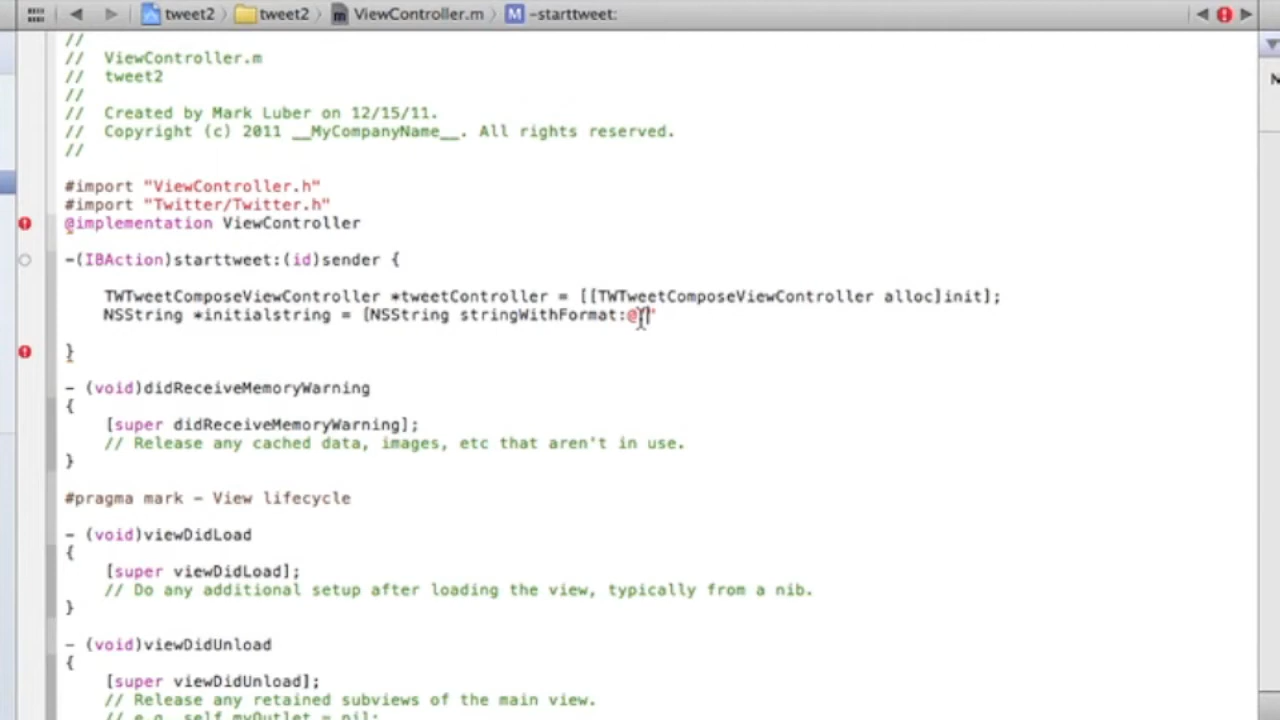 tweet2 tweet2 ViewController.m M -starttweet:
//
// ViewController.m
// tweet2
//
// Created by Mark Luber on 12/15/11.
// Copyright (c) 2011 __MyCompanyName__. All rights reserved.
//
#import "ViewController.h"
#import "Twitter/Twitter.h"
@implementation ViewController
-(IBAction)starttweet:(id)sender {
TWTweetComposeViewController *tweetController = [[TWTweetComposeViewController alloc]init];
NSString *initialstring = [NSString stringWithFormat:@""
}
- (void)didReceiveMemoryWarning
{
[super didReceiveMemoryWarning];
// Release any cached data, images, etc that aren't in use.
}
#pragma mark - View lifecycle
- (void)viewDidLoad
{
[super viewDidLoad];
// Do any additional setup after loading the view, typically from a nib.
}
- (void)viewDidUnload
{
[super viewDidUnload];
// Release any retained subviews of the main view.
// e.g. self.myOutlet = nil;